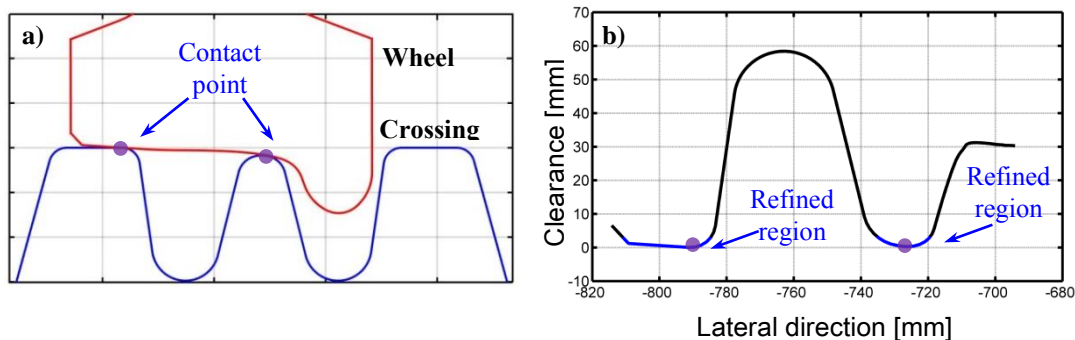 a)
Contact
point
Wheel
Crossing
b)
Clearance [mm]
70
60
50
40
30
20
10
0
-10
Refined
region
Refined
region
-820
-800
-780
-760
-740
-720
-700
-680
Lateral direction [mm]